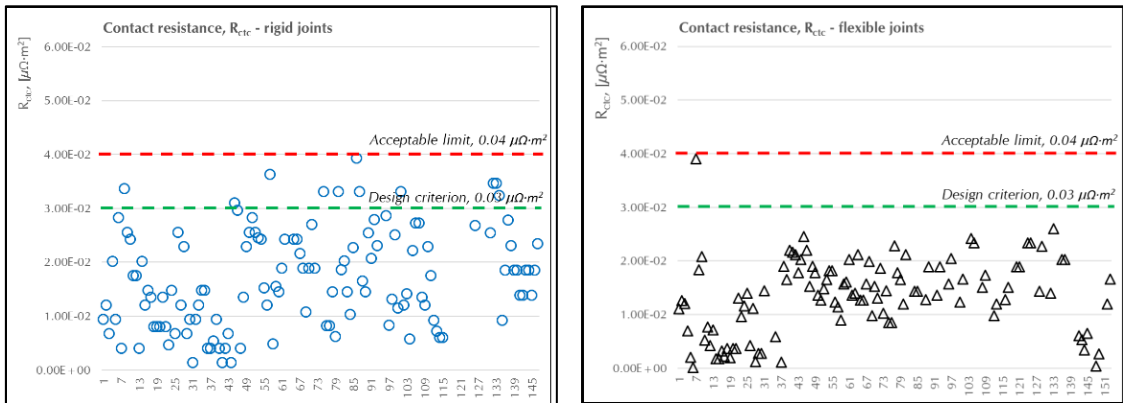 Contact resistance, Rctc - rigid joints
Rctc, [μΩ·m²]
6.00E-02
5.00E-02
4.00E-02
3.00E-02
2.00E-02
1.00E-02
0.00E+00
Acceptable limit, 0.04 μΩ·m²
Design criterion, 0.03 μΩ·m²
1 7 13 19 25 31 37 43 49 55 61 67 73 79 85 91 97 103 109 115 121 127 133 139 145
Contact resistance, Rctc - flexible joints
Rctc, [μΩ·m²]
6.00E-02
5.00E-02
4.00E-02
3.00E-02
2.00E-02
1.00E-02
0.00E+00
Acceptable limit, 0.04 μΩ·m²
Design criterion, 0.03 μΩ·m²
1 7 13 19 25 31 37 43 49 55 61 67 73 79 85 91 97 103 109 115 121 127 133 139 145 151